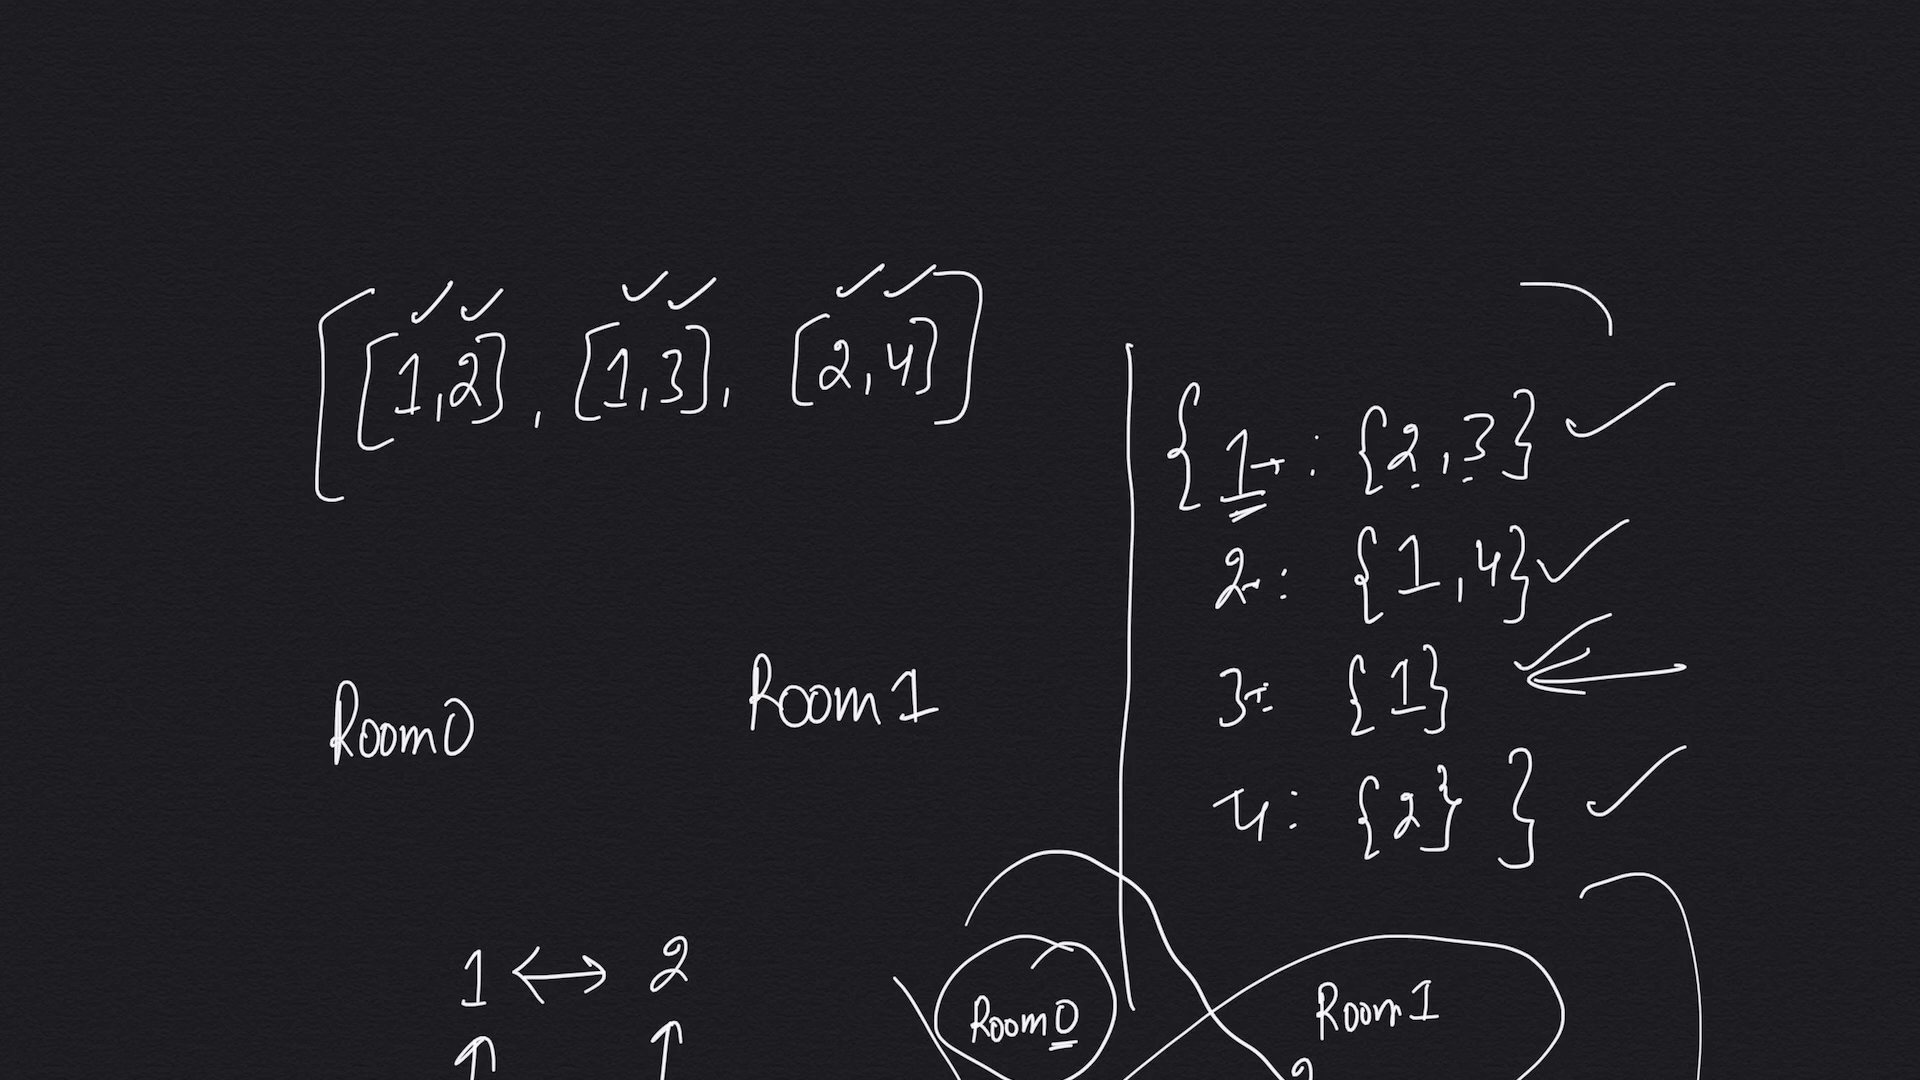 [[1,2], [1,3], [2,4]]
{1: {2,3}
2: {1,4}
3: {1}
4: {2} }
Room0
Room1
1 ↔ 2
Room0
Room1